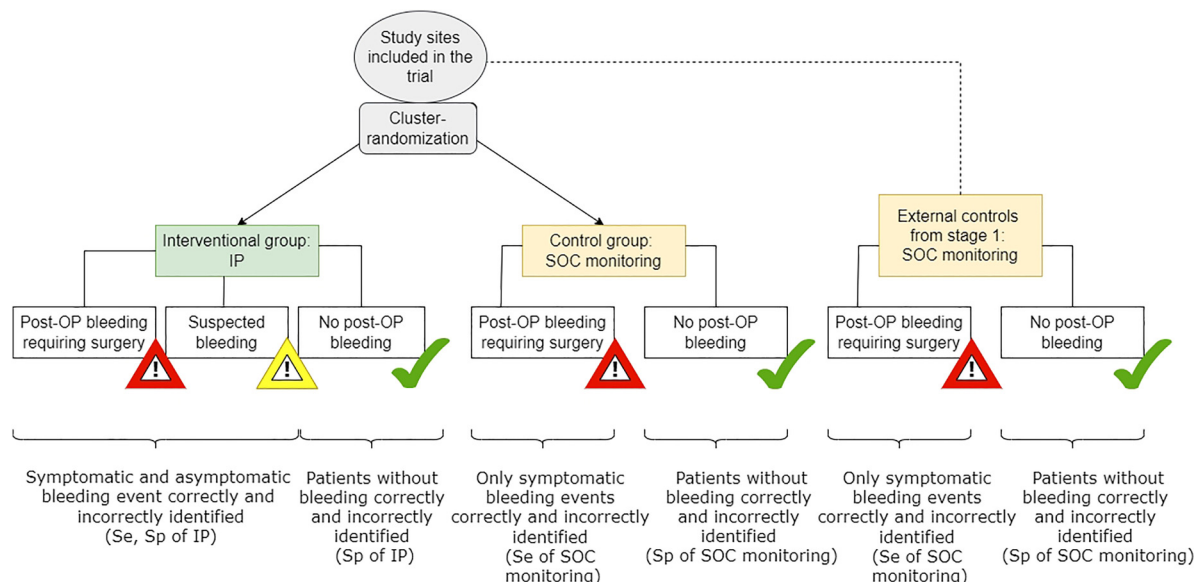 Study sites
included in the
trial
Cluster-
randomization
Interventional group:
IP
Control group:
SOC monitoring
External controls
from stage 1:
SOC monitoring
Post-OP bleeding
requiring surgery
Suspected
bleeding
No post-OP
bleeding
Post-OP bleeding
requiring surgery
No post-OP
bleeding
Post-OP bleeding
requiring surgery
No post-OP
bleeding
!
!
!
!
Symptomatic and asymptomatic
bleeding event correctly and
incorrectly identified
(Se, Sp of IP)
Patients without
bleeding correctly
and incorrectly
identified
(Sp of IP)
Only symptomatic
bleeding events
correctly and incorrectly
identified
(Se of SOC
monitoring)
Patients without
bleeding correctly
and incorrectly
identified
(Sp of SOC monitoring)
Only symptomatic
bleeding events
correctly and incorrectly
identified
(Se of SOC
monitoring)
Patients without
bleeding correctly
and incorrectly
identified
(Sp of SOC monitoring)